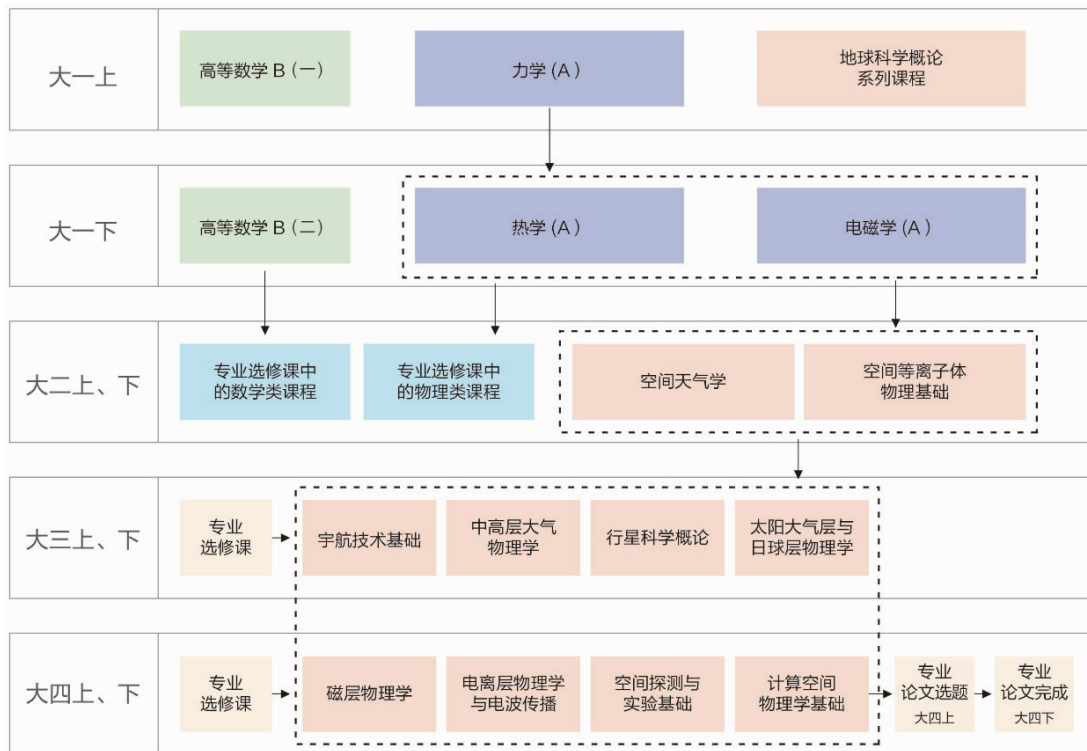 大一上
高等数学 B（一）
力学 (A)
地球科学概论
系列课程
大一下
高等数学 B（二）
热学 (A)
电磁学 (A)
大二上、下
专业选修课中
的数学类课程
专业选修课中
的物理类课程
空间天气学
空间等离子体
物理基础
大三上、下
专业
选修课
宇航技术基础
中高层大气
物理学
行星科学概论
太阳大气层与
日球层物理学
大四上、下
专业
选修课
磁层物理学
电离层物理学
与电波传播
空间探测与
实验基础
计算空间
物理学基础
专业
论文选题
大四上
专业
论文完成
大四下